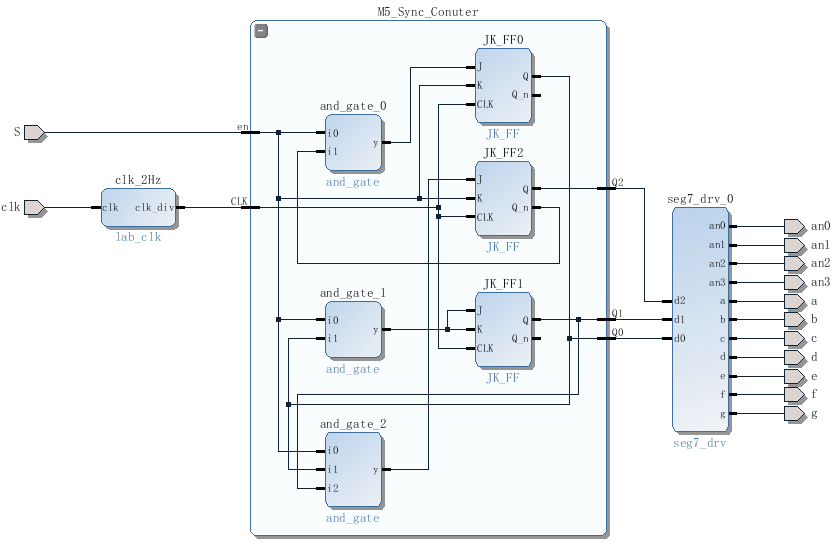 M5_Sync_Conuter
JK_FF0
J
K
CLK
Q
Q_n
JK_FF
and_gate_0
i0
i1
y
and_gate
S
en
JK_FF2
J
K
CLK
Q
Q_n
JK_FF
clk_2Hz
clk
clk clk_div
lab_clk
CLK
Q2
and_gate_1
i0
i1
y
and_gate
JK_FF1
J
K
CLK
Q
Q_n
JK_FF
Q1
Q0
and_gate_2
i0
i1
i2
y
and_gate
seg7_drv_0
d2
d1
d0
an0
an1
an2
an3
a
b
c
d
e
f
g
seg7_drv
an0
an1
an2
an3
a
b
c
d
e
f
g